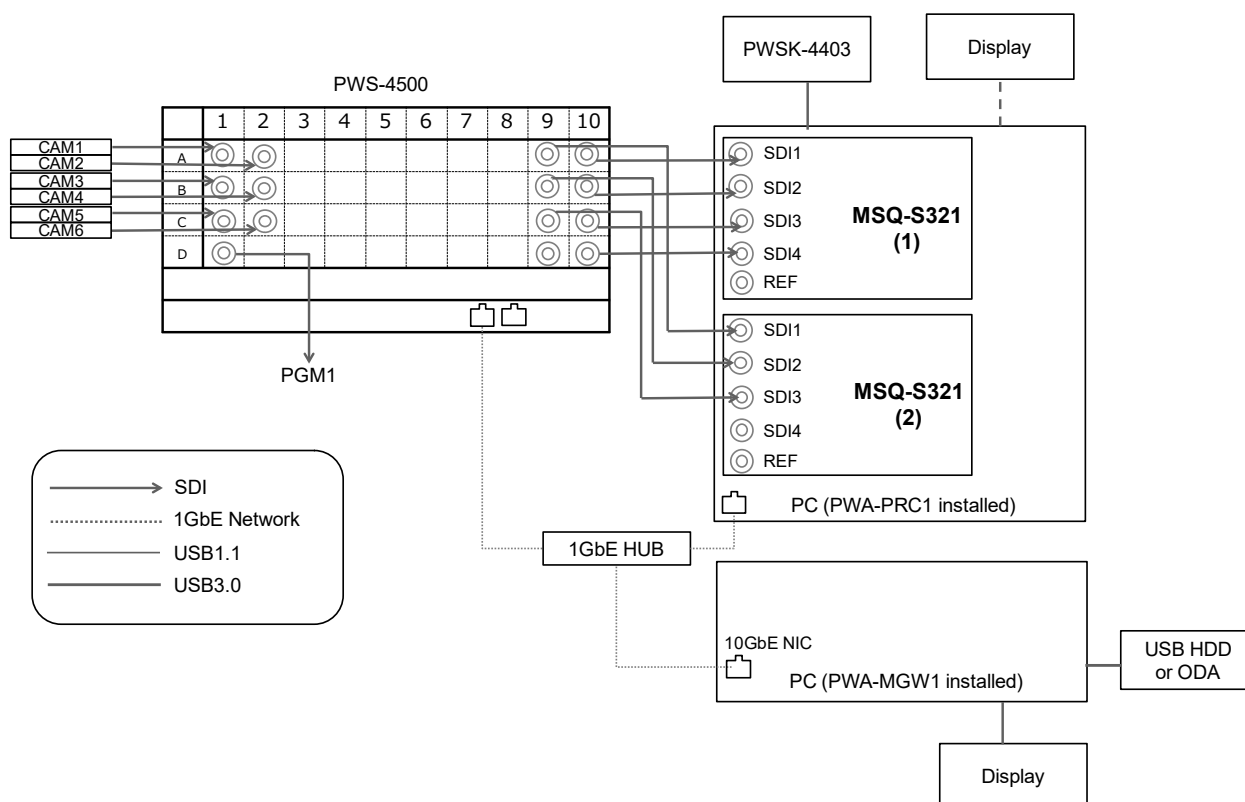 PWSK-4403
Display
PWS-4500
1 2 3 4 5 6 7 8 9 10
CAM1
CAM2
CAM3
CAM4
CAM5
CAM6
A
B
C
D
PGM1
SDI1
SDI2
SDI3
SDI4
REF
MSQ-S321
(1)
SDI1
SDI2
SDI3
SDI4
REF
MSQ-S321
(2)
PC (PWA-PRC1 installed)
SDI
1GbE Network
USB1.1
USB3.0
1GbE HUB
10GbE NIC
PC (PWA-MGW1 installed)
USB HDD
or ODA
Display